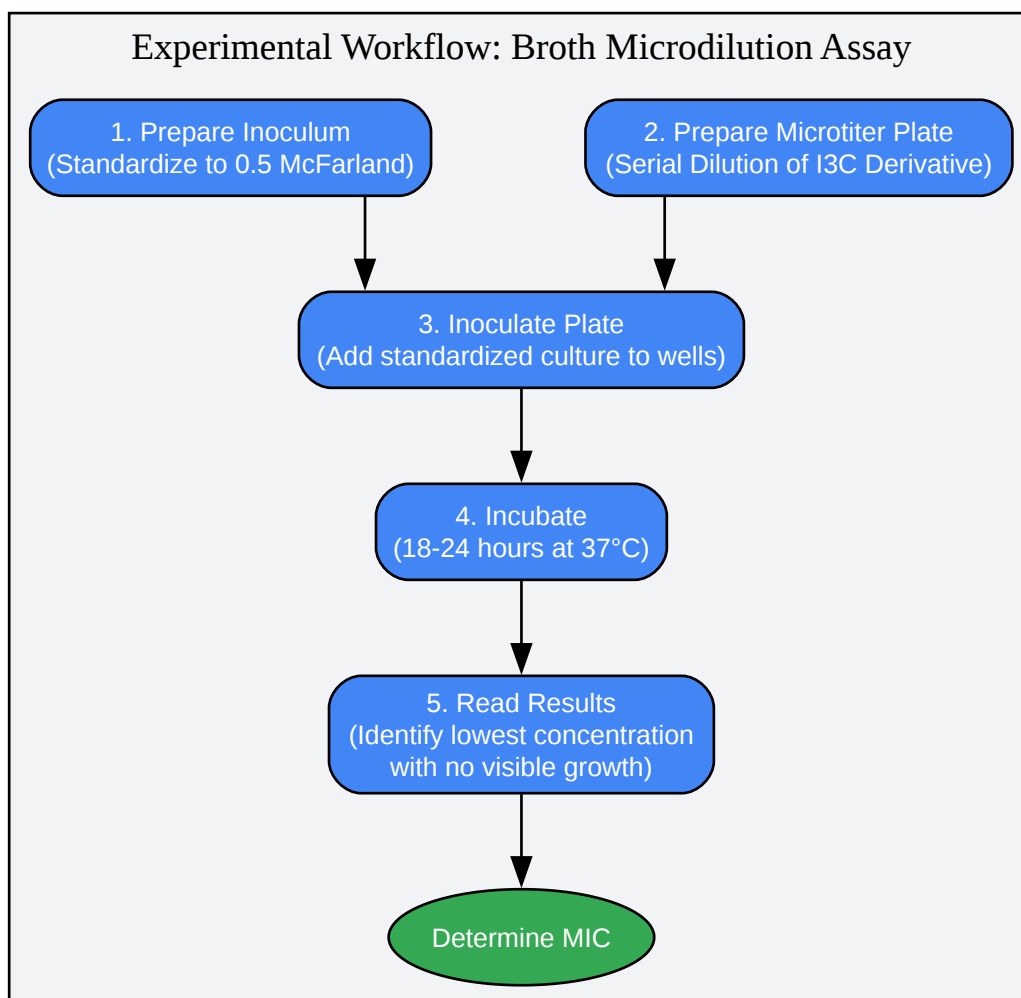 Experimental Workflow: Broth Microdilution Assay
1. Prepare Inoculum
(Standardize to 0.5 McFarland)
2. Prepare Microtiter Plate
(Serial Dilution of I3C Derivative)
3. Inoculate Plate
(Add standardized culture to wells)
4. Incubate
(18-24 hours at 37°C)
5. Read Results
(Identify lowest concentration
with no visible growth)
Determine MIC